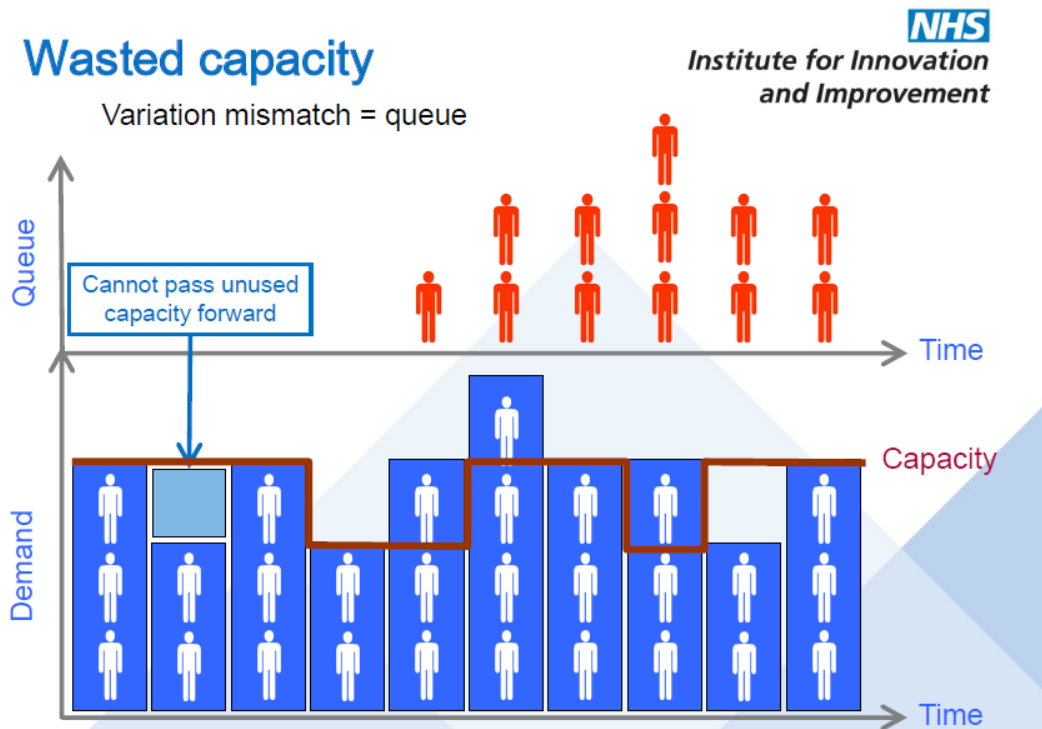 Wasted capacity
NHS
Institute for Innovation
and Improvement
Variation mismatch = queue
Queue
Cannot pass unused
capacity forward
Time
Capacity
Demand
Time